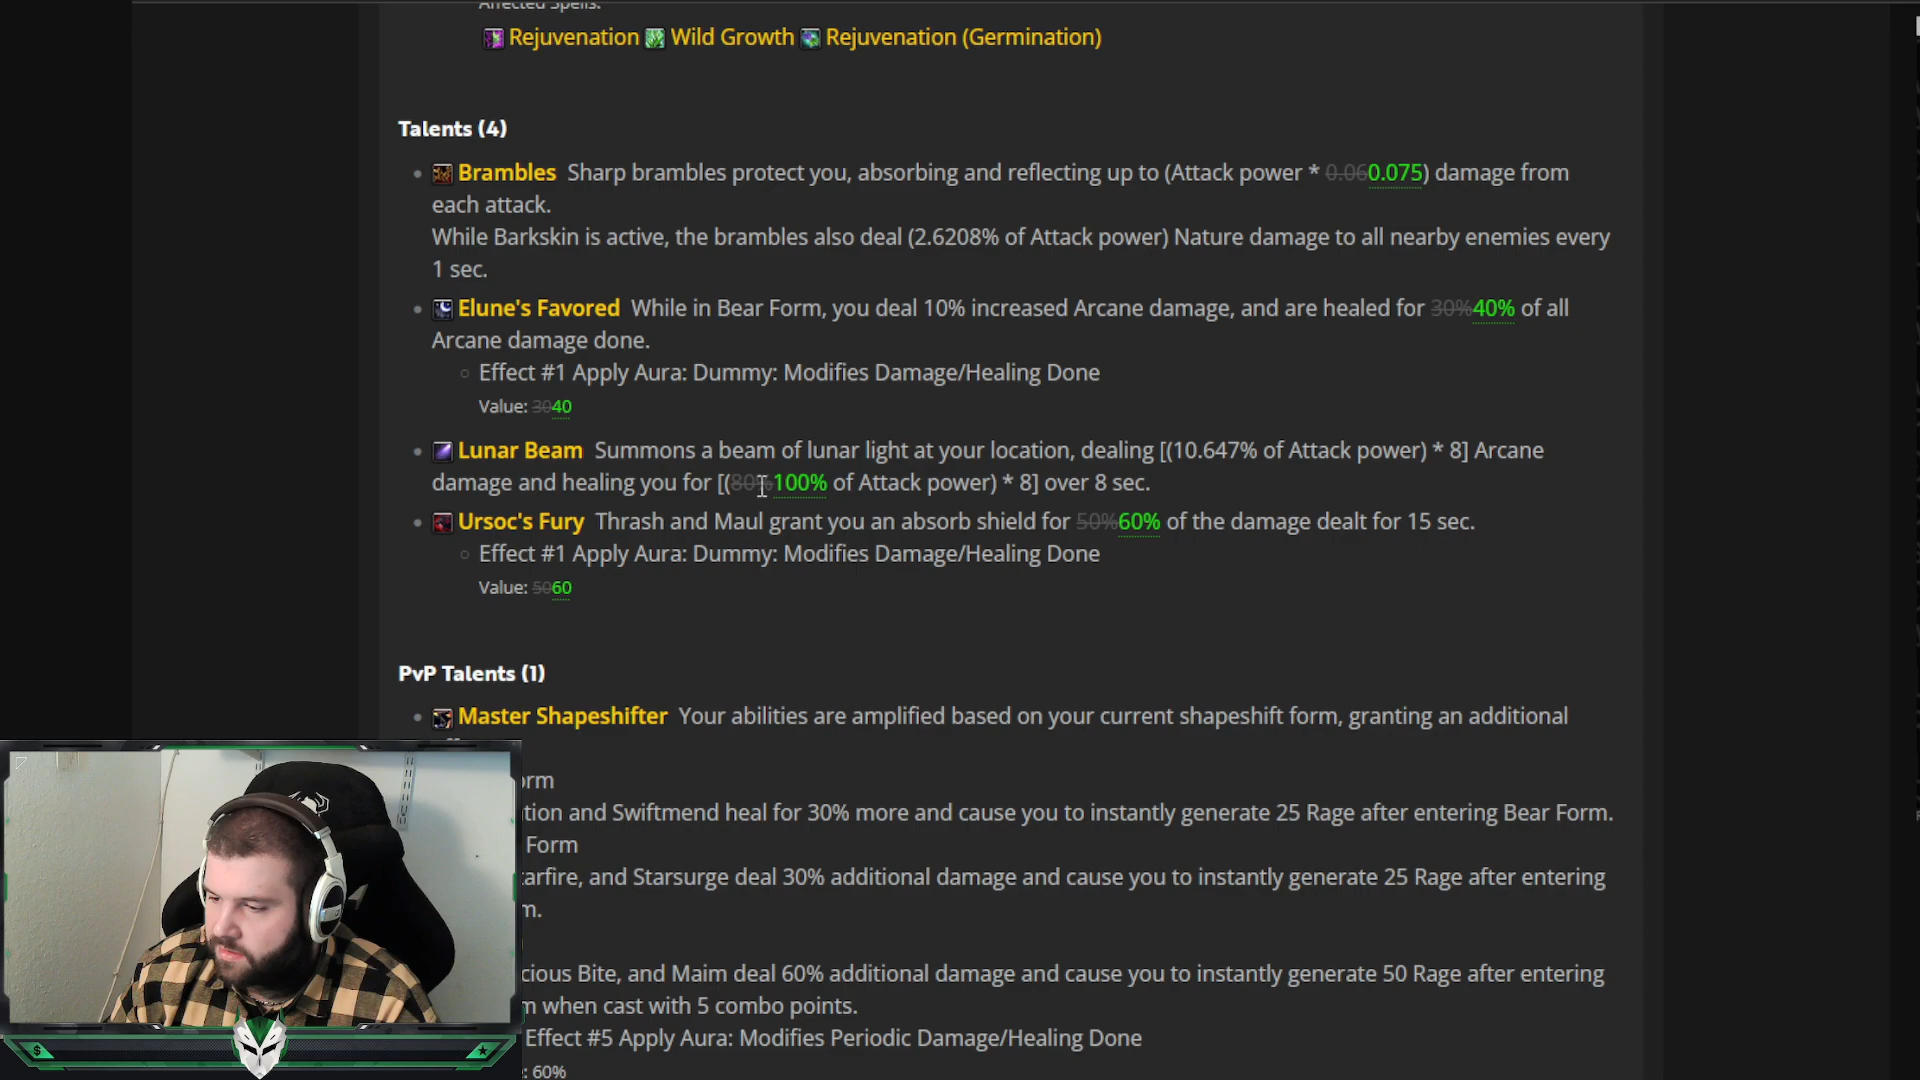 Affected Spells:
Rejuvenation Wild Growth Rejuvenation (Germination)
Talents (4)
Brambles Sharp brambles protect you, absorbing and reflecting up to (Attack power * 0.060.075) damage from
each attack.
While Barkskin is active, the brambles also deal (2.6208% of Attack power) Nature damage to all nearby enemies every
1 sec.
Elune's Favored While in Bear Form, you deal 10% increased Arcane damage, and are healed for 30%40% of all
Arcane damage done.
Effect #1 Apply Aura: Dummy: Modifies Damage/Healing Done
Value: 3040
Lunar Beam Summons a beam of lunar light at your location, dealing [(10.647% of Attack power) * 8] Arcane
damage and healing you for [(80%100% of Attack power) * 8] over 8 sec.
Ursoc's Fury Thrash and Maul grant you an absorb shield for 50%60% of the damage dealt for 15 sec.
Effect #1 Apply Aura: Dummy: Modifies Damage/Healing Done
Value: 5060
PvP Talents (1)
Master Shapeshifter Your abilities are amplified based on your current shapeshift form, granting an additional
orm
tion and Swiftmend heal for 30% more and cause you to instantly generate 25 Rage after entering Bear Form.
Form
arfire, and Starsurge deal 30% additional damage and cause you to instantly generate 25 Rage after entering
m.
cious Bite, and Maim deal 60% additional damage and cause you to instantly generate 50 Rage after entering
m when cast with 5 combo points.
Effect #5 Apply Aura: Modifies Periodic Damage/Healing Done
: 60%